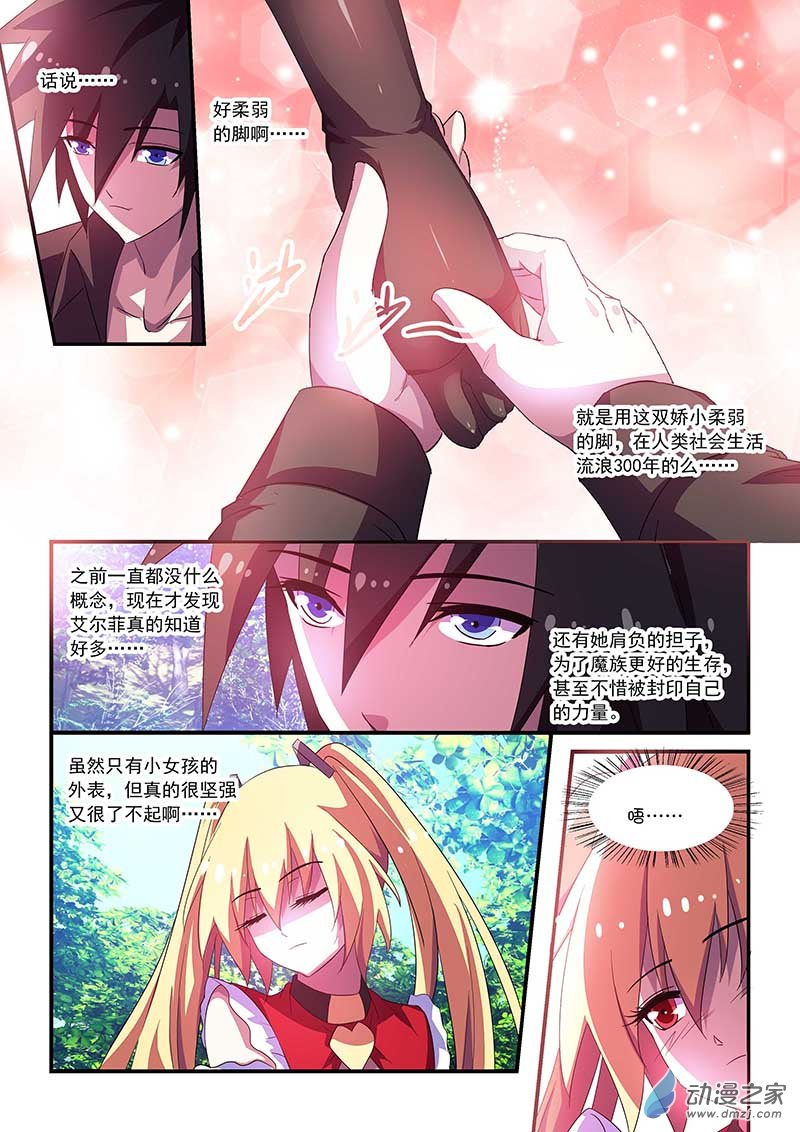 话说……
好柔弱
的脚啊……
就是用这双娇小柔弱
的脚，在人类社会生活
流浪300年的么……
之前一直都没什么
概念，现在才发现
艾尔菲真的知道
好多……
还有她肩负的担子，
为了魔族更好的生存，
甚至不惜被封印自己
的力量。
虽然只有小女孩的
外表，但真的很坚强
又很了不起啊……
唔……
动漫之家
www.dmzj.com